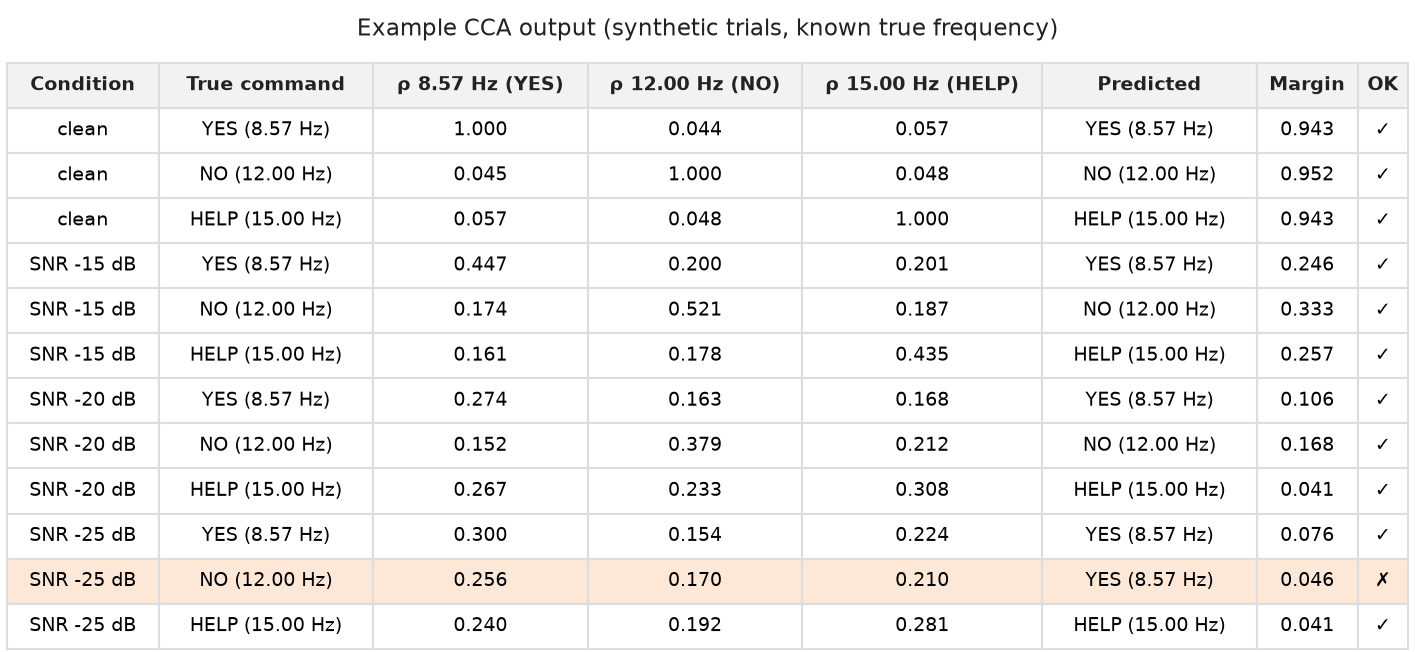 Example CCA output (synthetic trials, known true frequency)
Condition True command ρ 8.57 Hz (YES) ρ 12.00 Hz (NO) ρ 15.00 Hz (HELP) Predicted Margin OK
clean YES (8.57 Hz) 1.000 0.044 0.057 YES (8.57 Hz) 0.943 ✓
clean NO (12.00 Hz) 0.045 1.000 0.048 NO (12.00 Hz) 0.952 ✓
clean HELP (15.00 Hz) 0.057 0.048 1.000 HELP (15.00 Hz) 0.943 ✓
SNR -15 dB YES (8.57 Hz) 0.447 0.200 0.201 YES (8.57 Hz) 0.246 ✓
SNR -15 dB NO (12.00 Hz) 0.174 0.521 0.187 NO (12.00 Hz) 0.333 ✓
SNR -15 dB HELP (15.00 Hz) 0.161 0.178 0.435 HELP (15.00 Hz) 0.257 ✓
SNR -20 dB YES (8.57 Hz) 0.274 0.163 0.168 YES (8.57 Hz) 0.106 ✓
SNR -20 dB NO (12.00 Hz) 0.152 0.379 0.212 NO (12.00 Hz) 0.168 ✓
SNR -20 dB HELP (15.00 Hz) 0.267 0.233 0.308 HELP (15.00 Hz) 0.041 ✓
SNR -25 dB YES (8.57 Hz) 0.300 0.154 0.224 YES (8.57 Hz) 0.076 ✓
SNR -25 dB NO (12.00 Hz) 0.256 0.170 0.210 YES (8.57 Hz) 0.046 ✗
SNR -25 dB HELP (15.00 Hz) 0.240 0.192 0.281 HELP (15.00 Hz) 0.041 ✓